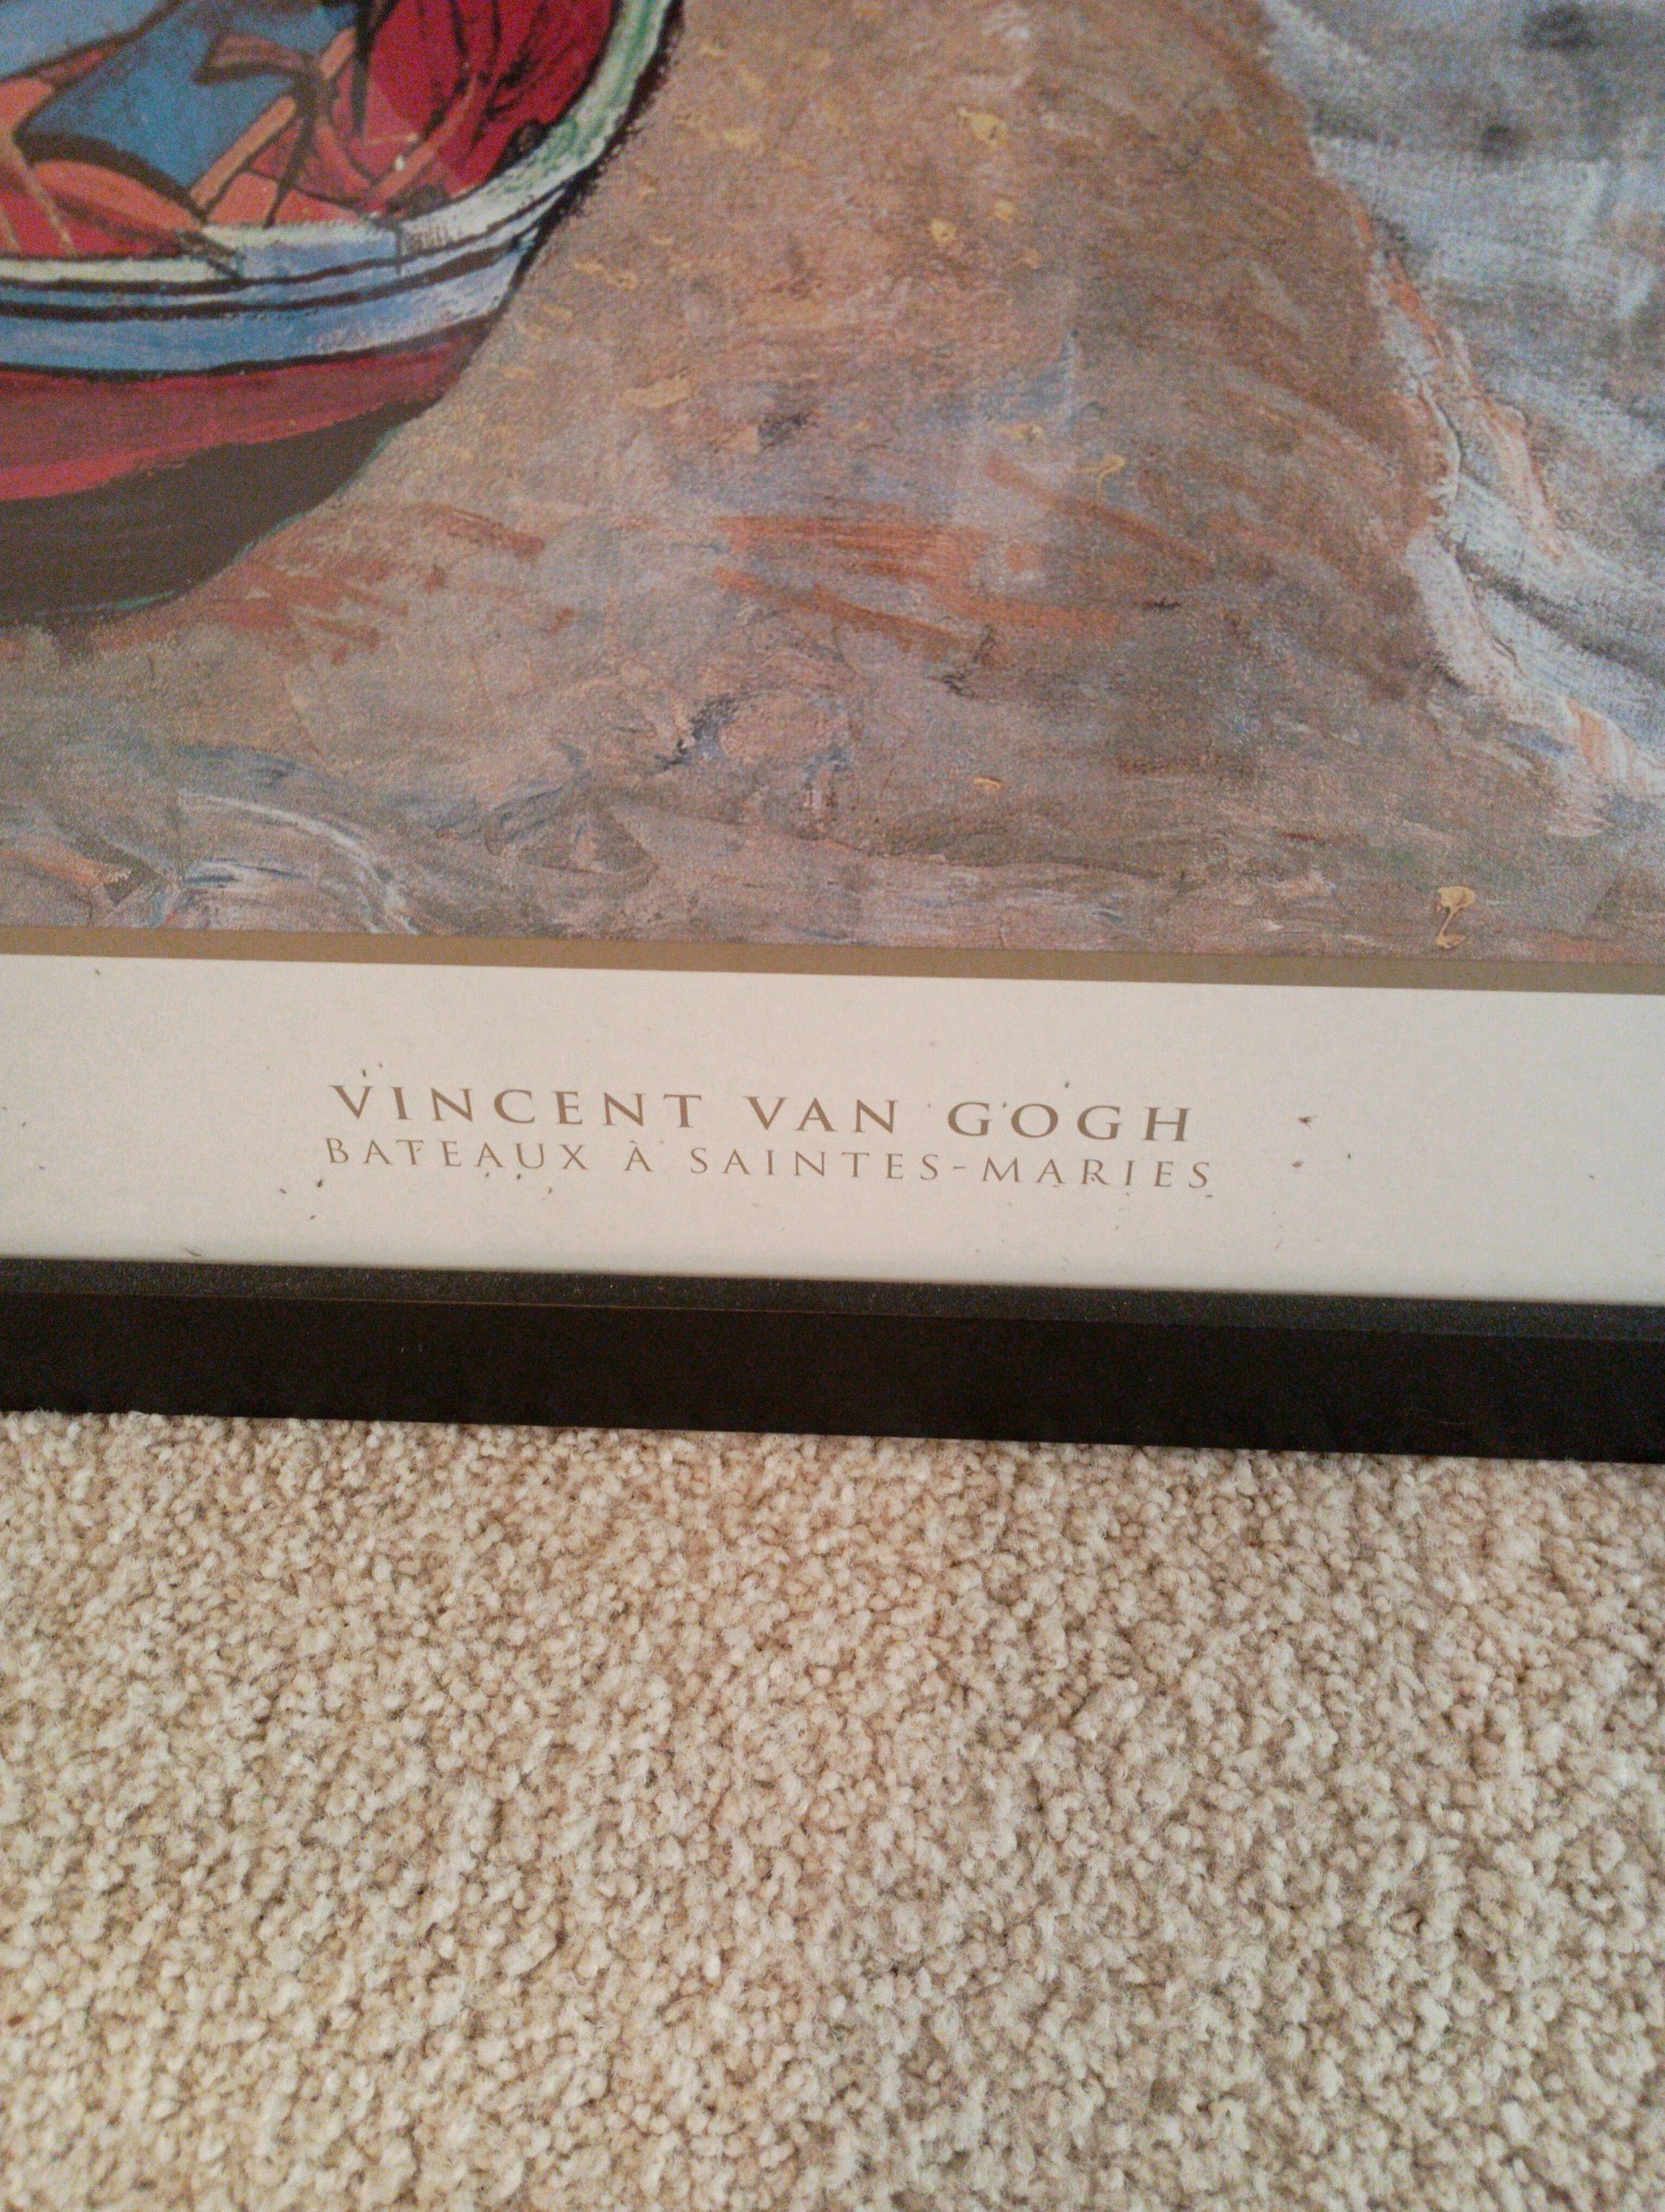 VINCENT VAN GOGH
BATEAUX À SAINTES-MARIES